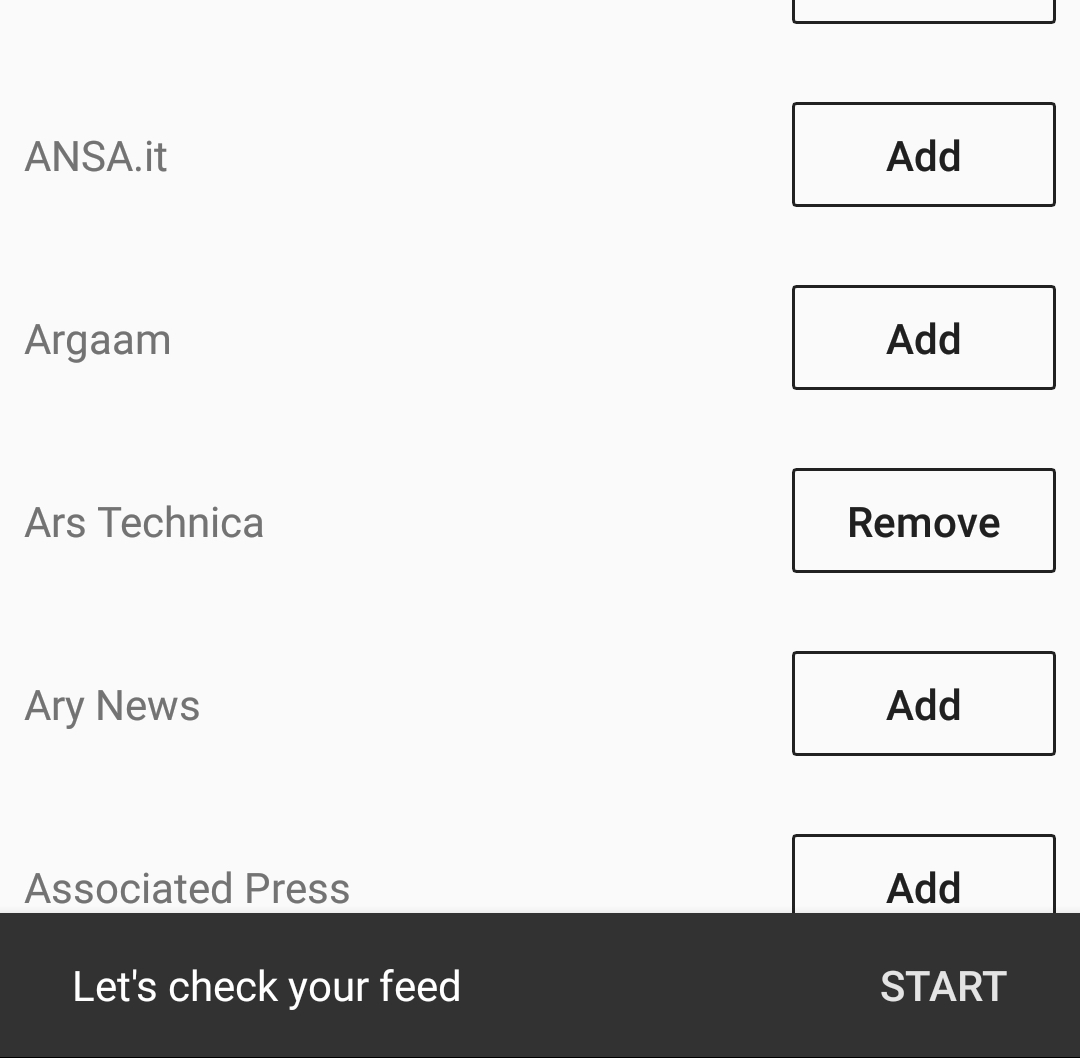 ANSA.it Add
Argaam Add
Ars Technica Remove
Ary News Add
Associated Press Add
Let's check your feed START